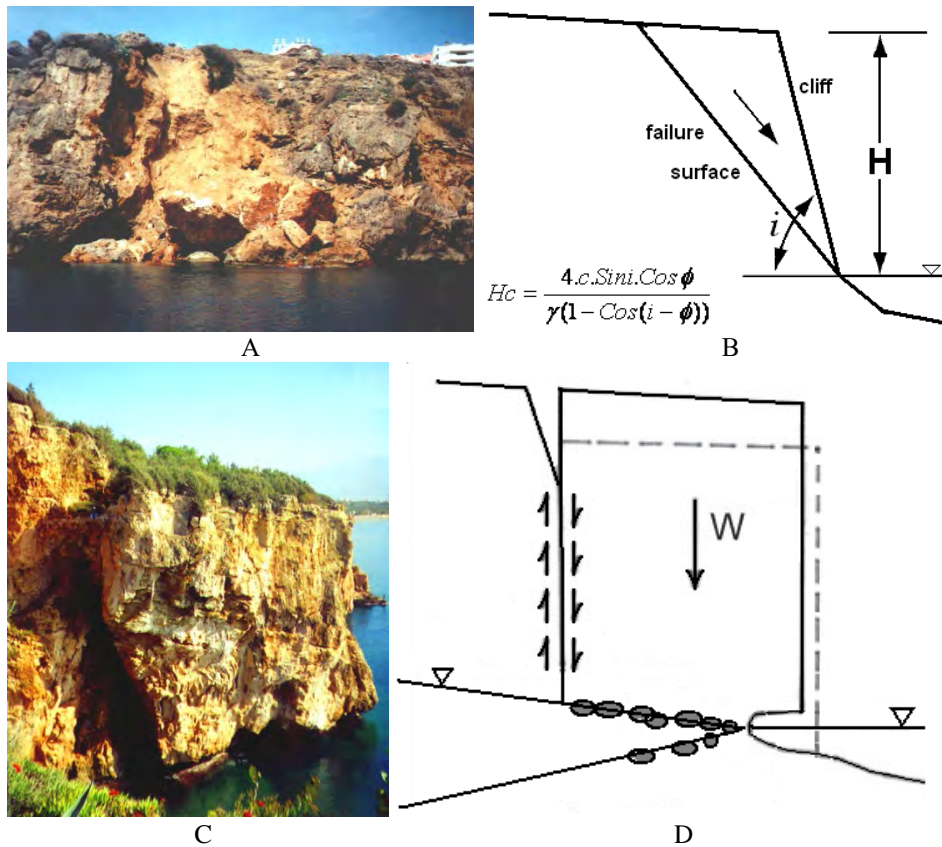 cliff
failure
surface
H
i
Hc = 4.c.Sini.Cosϕ / γ(1 − Cos(i − ϕ))
A
B
W
C
D